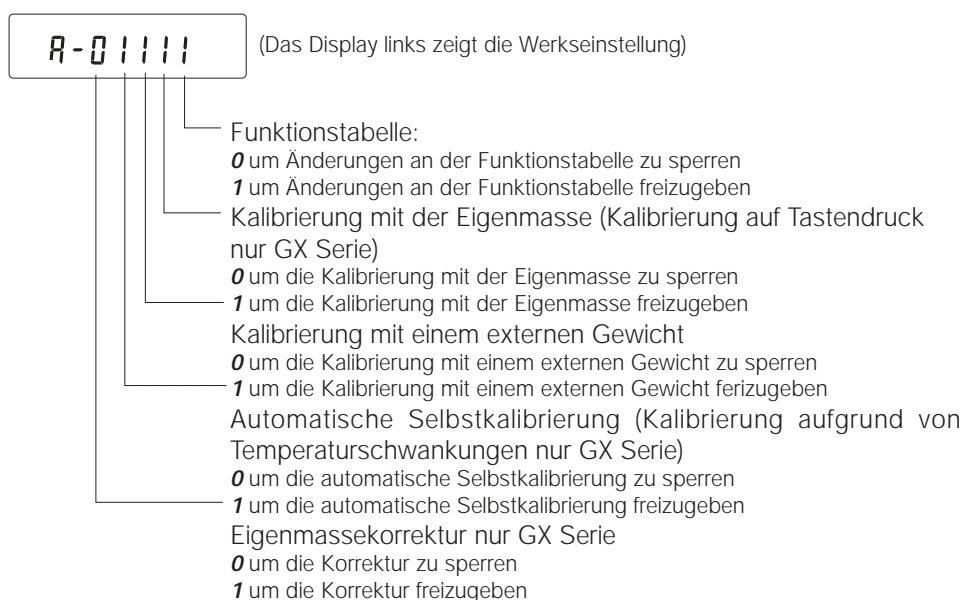 A-01111
(Das Display links zeigt die Werkseinstellung)
Funktionstabelle:
0 um Änderungen an der Funktionstabelle zu sperren
1 um Änderungen an der Funktionstabelle freizugeben
Kalibrierung mit der Eigenmasse (Kalibrierung auf Tastendruck
nur GX Serie)
0 um die Kalibrierung mit der Eigenmasse zu sperren
1 um die Kalibrierung mit der Eigenmasse freizugeben
Kalibrierung mit einem externen Gewicht
0 um die Kalibrierung mit einem externen Gewicht zu sperren
1 um die Kalibrierung mit einem externen Gewicht ferizugeben
Automatische Selbstkalibrierung (Kalibrierung aufgrund von
Temperaturschwankungen nur GX Serie)
0 um die automatische Selbstkalibrierung zu sperren
1 um die automatische Selbstkalibrierung freizugeben
Eigenmassekorrektur nur GX Serie
0 um die Korrektur zu sperren
1 um die Korrektur freizugeben